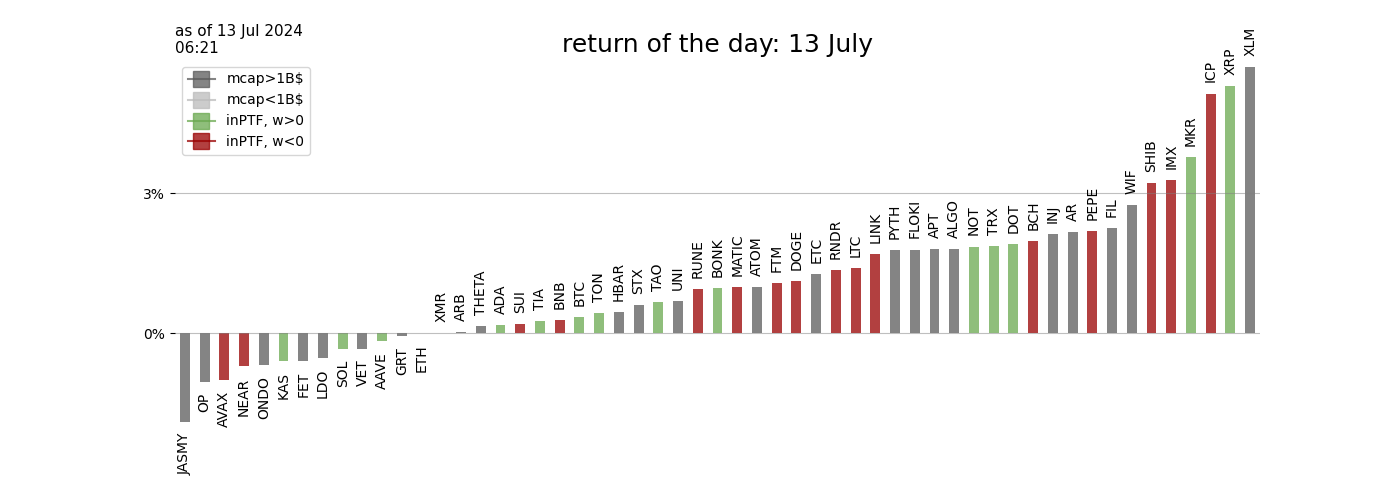 as of 13 Jul 2024
06:21
return of the day: 13 July
mcap>1B$
mcap<1B$
inPTF, w>0
inPTF, w<0
3%
0%
JASMY
OP
AVAX
NEAR
ONDO
KAS
FET
LDO
SOL
VET
AAVE
GRT
ETH
XMR
ARB
THETA
ADA
SUI
TIA
BNB
BTC
TON
HBAR
STX
TAO
UNI
RUNE
BONK
MATIC
ATOM
FTM
DOGE
ETC
RNDR
LTC
LINK
PYTH
FLOKI
APT
ALGO
NOT
TRX
DOT
BCH
INJ
AR
PEPE
FIL
WIF
SHIB
IMX
MKR
ICP
XRP
XLM